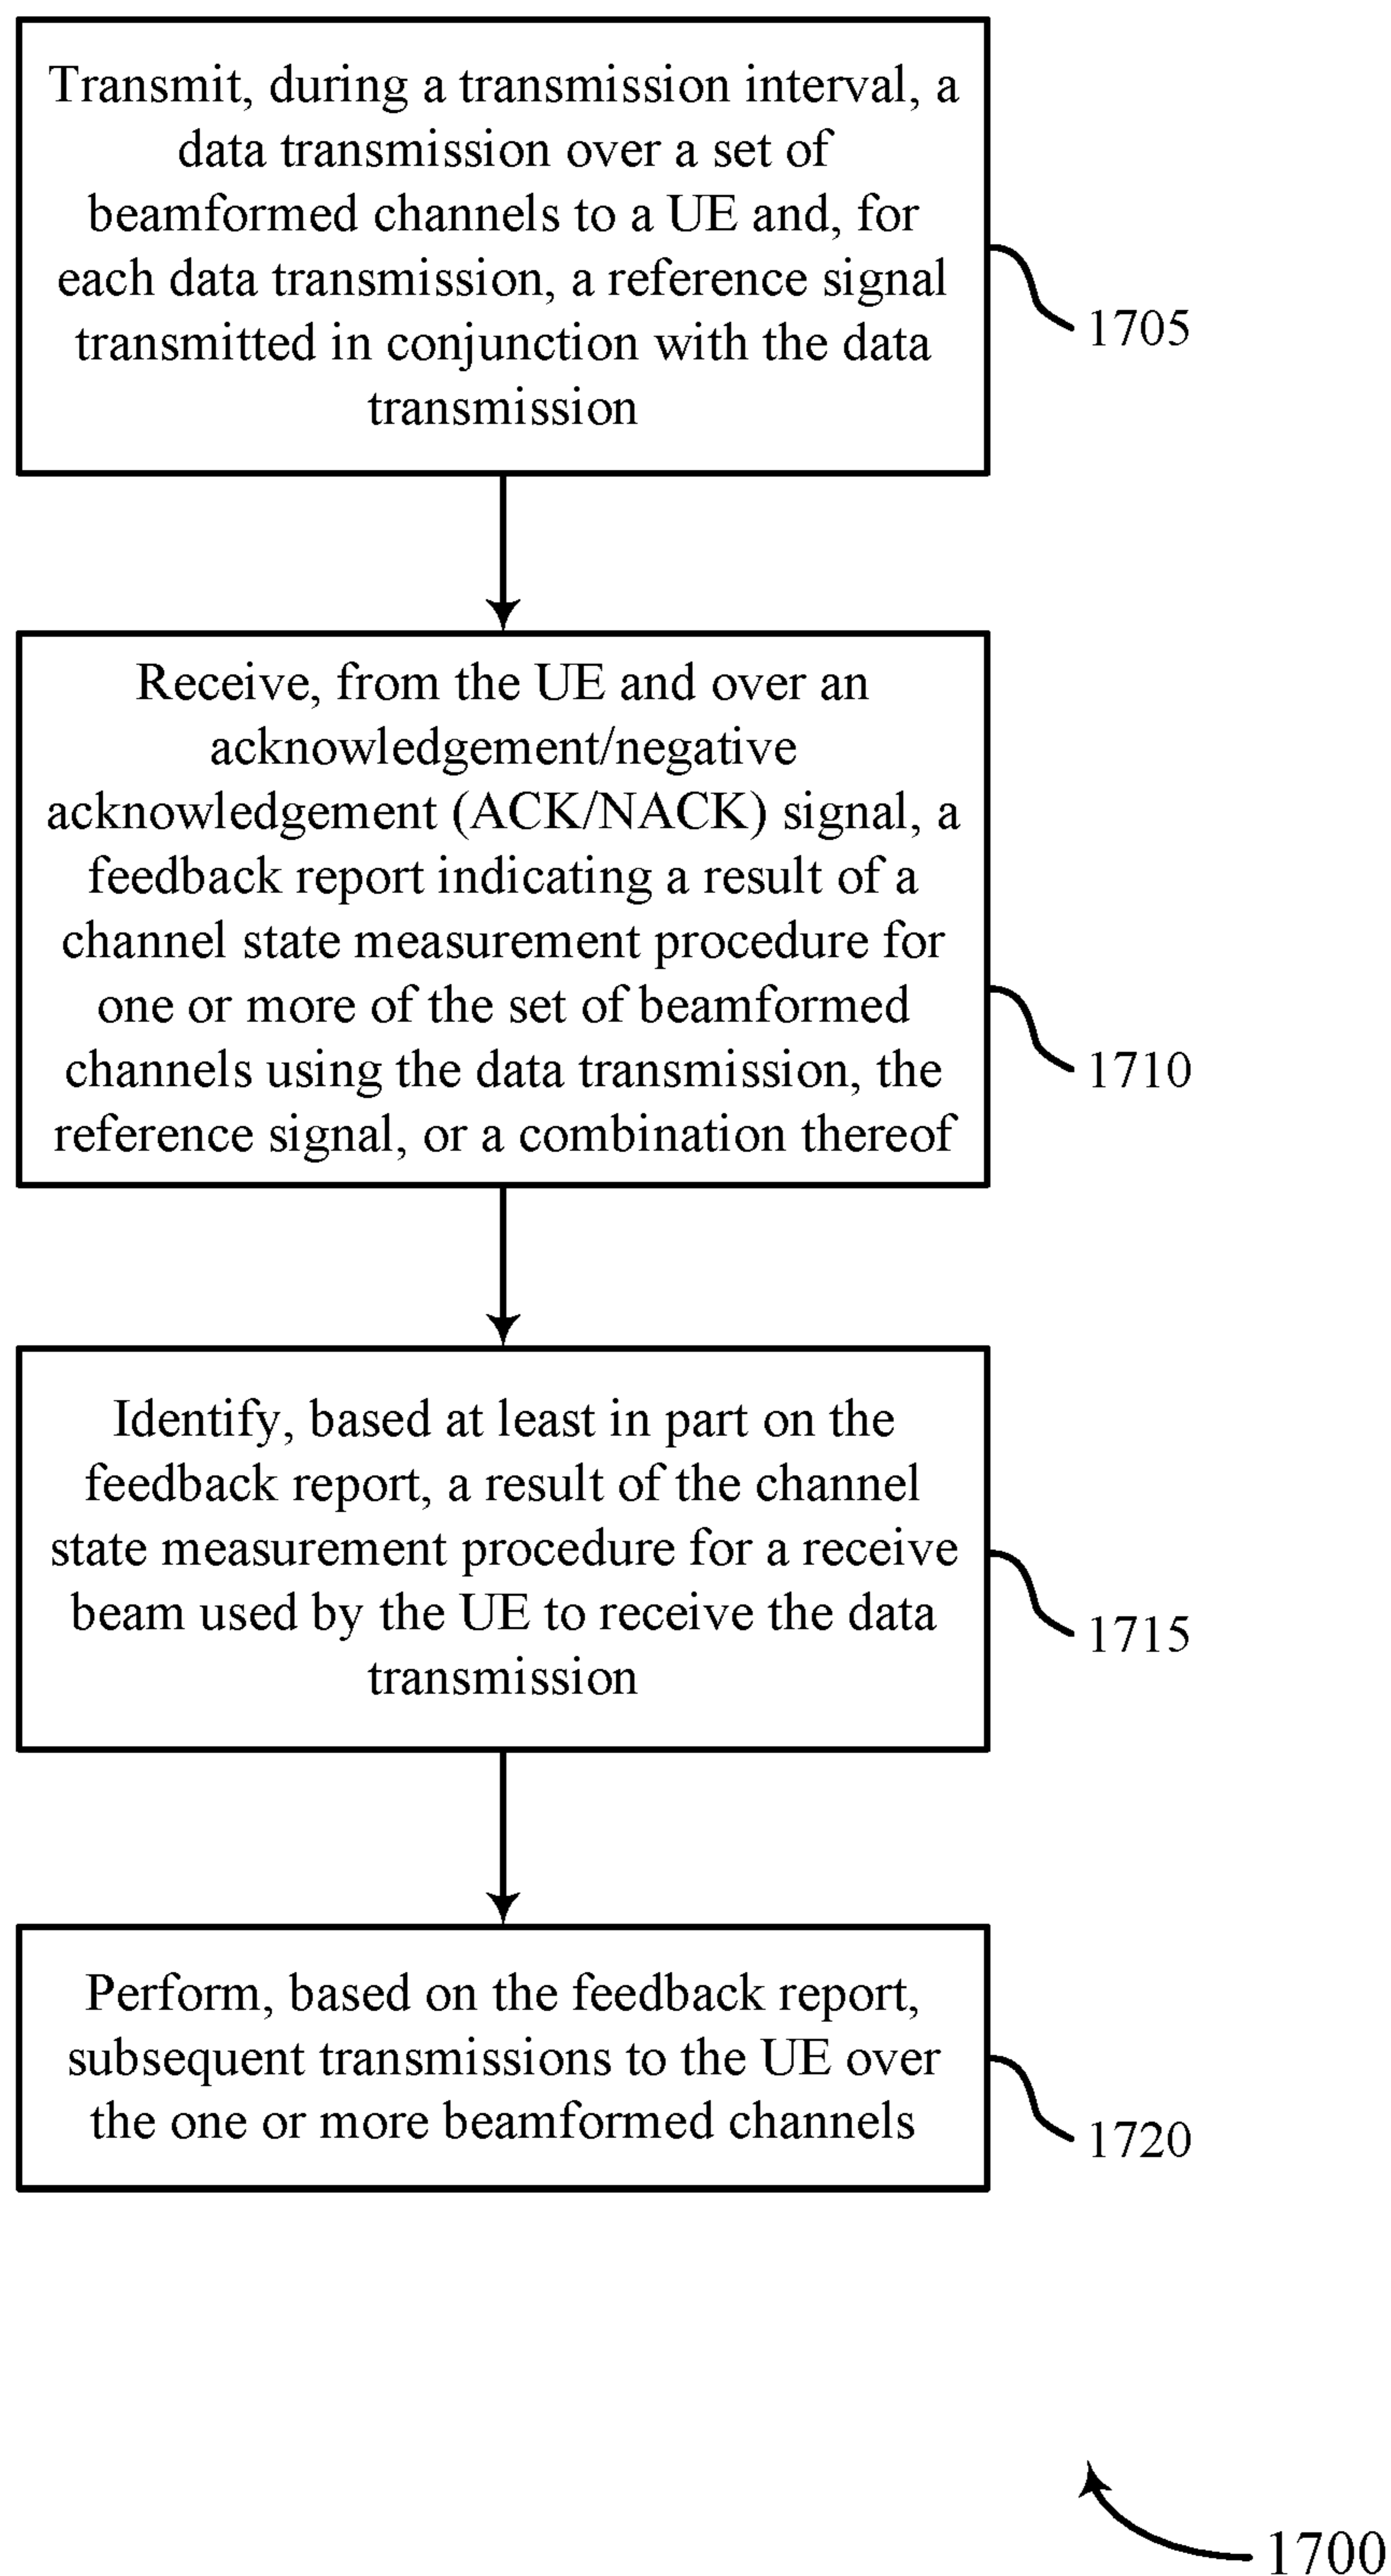 Transmit, during a transmission interval, a
data transmission over a set of
beamformed channels to a UE and, for
each data transmission, a reference signal
transmitted in conjunction with the data
transmission
1705
Receive, from the UE and over an
acknowledgement/negative
acknowledgement (ACK/NACK) signal, a
feedback report indicating a result of a
channel state measurement procedure for
one or more of the set of beamformed
channels using the data transmission, the
reference signal, or a combination thereof
1710
Identify, based at least in part on the
feedback report, a result of the channel
state measurement procedure for a receive
beam used by the UE to receive the data
transmission
1715
Perform, based on the feedback report,
subsequent transmissions to the UE over
the one or more beamformed channels
1720
1700